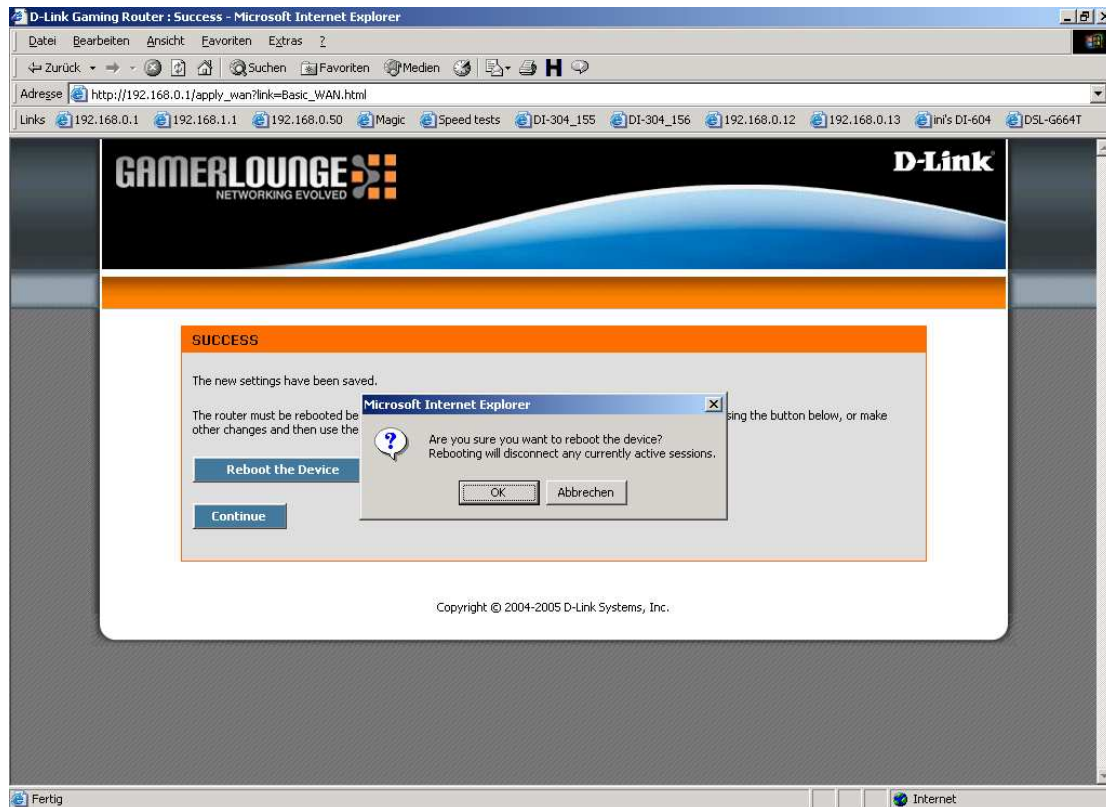 D-Link Gaming Router : Success - Microsoft Internet Explorer
Datei Bearbeiten Ansicht Favoriten Extras ?
Zurück Suchen Favoriten Medien
Adresse http://192.168.0.1/apply_wan?link=Basic_WAN.html
Links 192.168.0.1 192.168.1.1 192.168.0.50 Magic Speed tests DI-304_155 DI-304_156 192.168.0.12 192.168.0.13 ini's DI-604 DSL-G664T
GAMERLOUNGE
NETWORKING EVOLVED
D-Link
SUCCESS
The new settings have been saved.
The router must be rebooted be
sing the button below, or make
other changes and then use the
Microsoft Internet Explorer
Are you sure you want to reboot the device?
Rebooting will disconnect any currently active sessions.
OK Abbrechen
Reboot the Device
Continue
Copyright © 2004-2005 D-Link Systems, Inc.
Fertig Internet